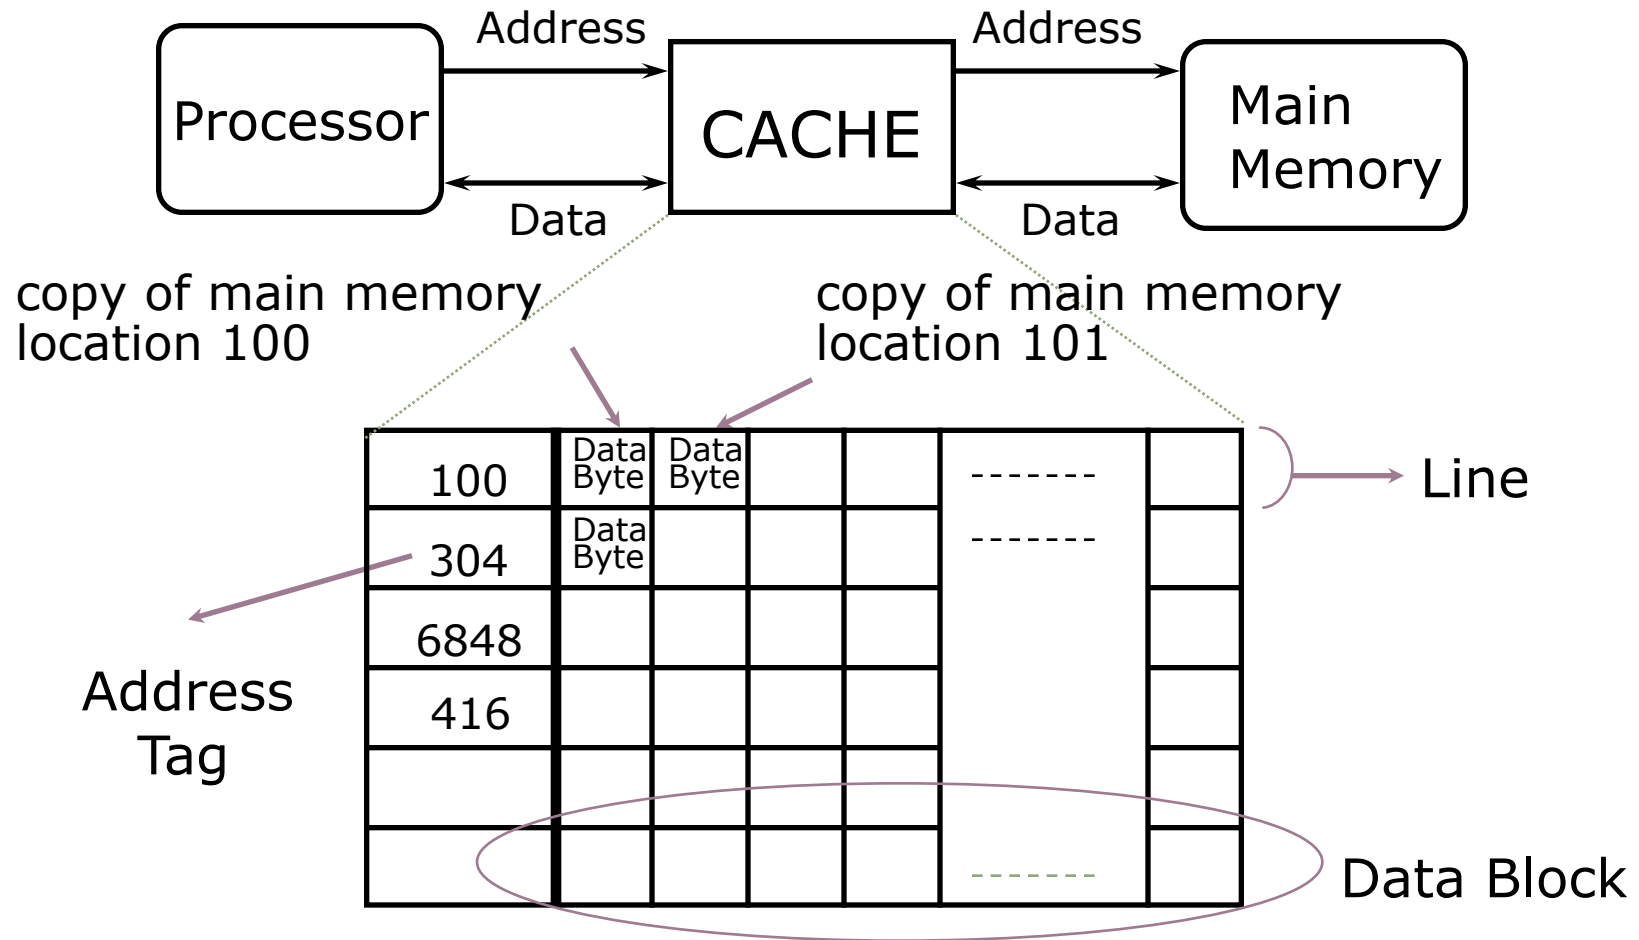 Address
Address
Processor
CACHE
Main
Memory
Data
Data
copy of main memory
location 100
copy of main memory
location 101
100
Data
Byte
Data
Byte
-------
Line
304
Data
Byte
-------
6848
Address
Tag
416
-------
Data Block